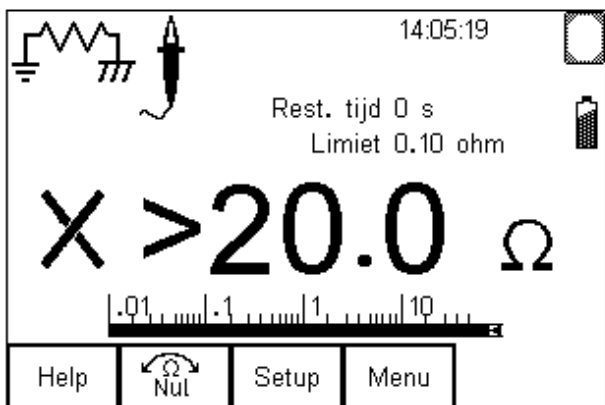 14:05:19
Rest. tijd 0 s
Limiet 0.10 ohm
X >20.0 Ω
.01 .1 1 10
Help Ω Nul Setup Menu